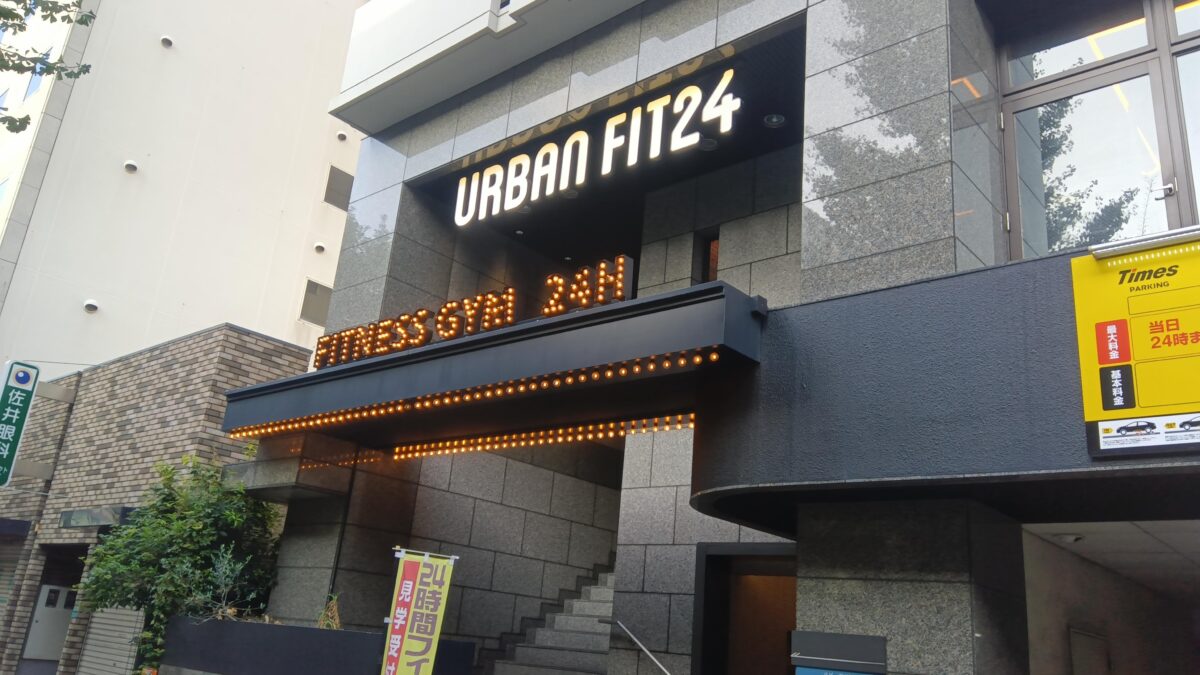 URBAN FIT24
FITNESS GYM 24H
Times
PARKING
最大料金
当日
24時ま
基本料金
佐井眼科
24時間フィ
見学受